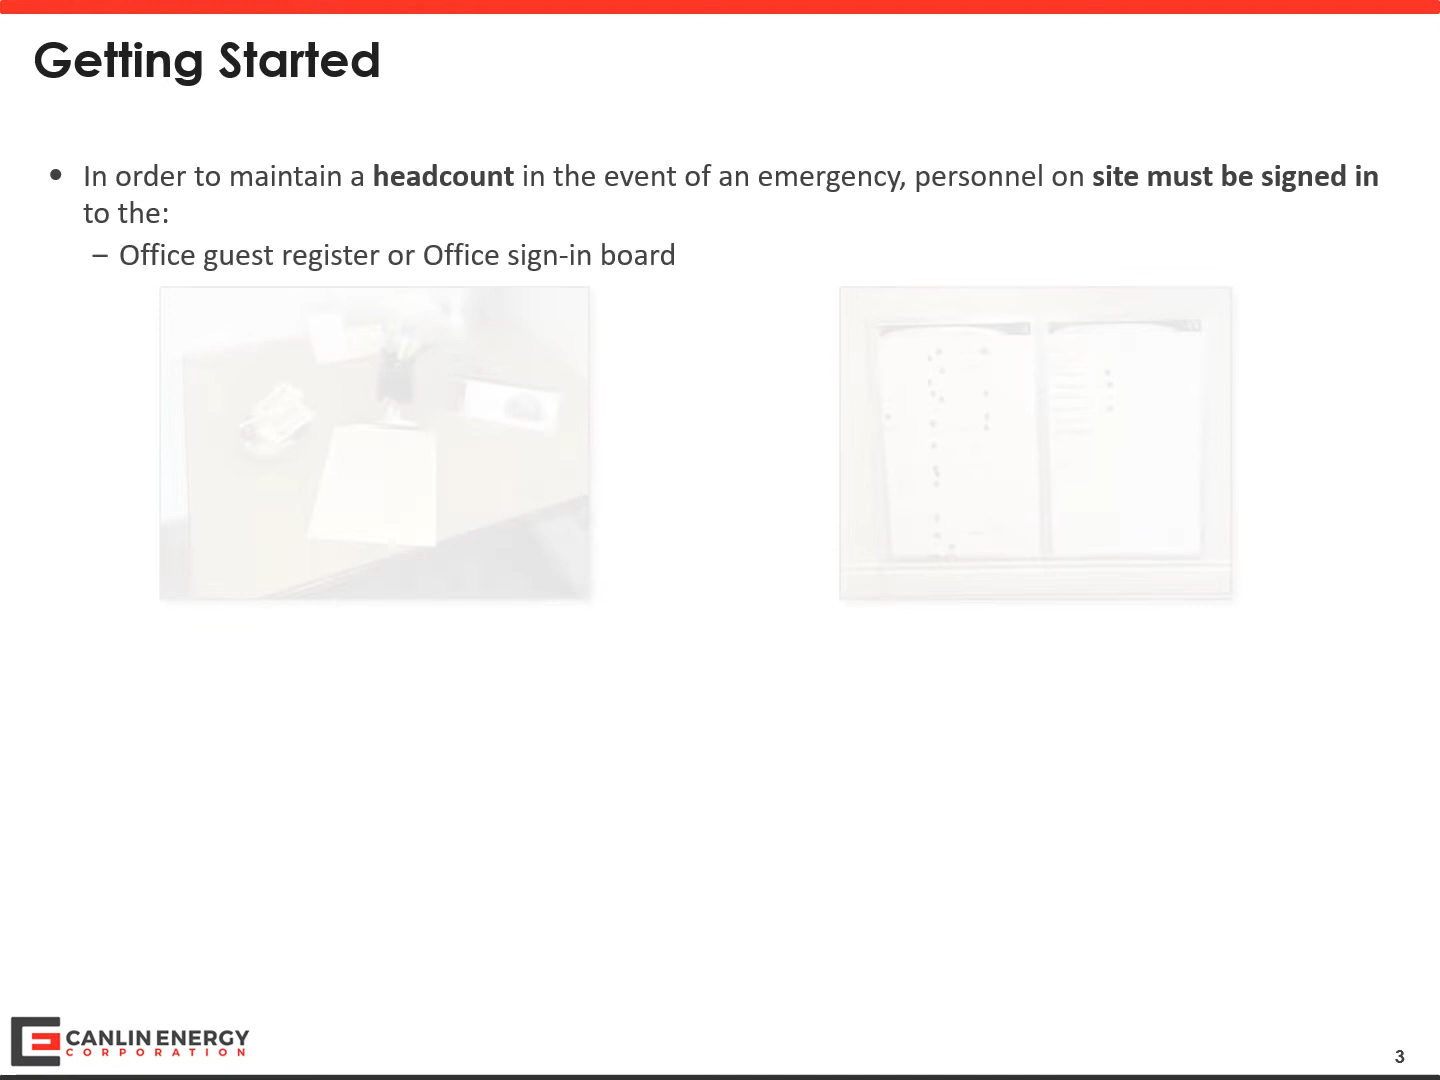 Getting Started
• In order to maintain a headcount in the event of an emergency, personnel on site must be signed in
to the:
– Office guest register or Office sign-in board
CANLIN ENERGY
CORPORATION
3